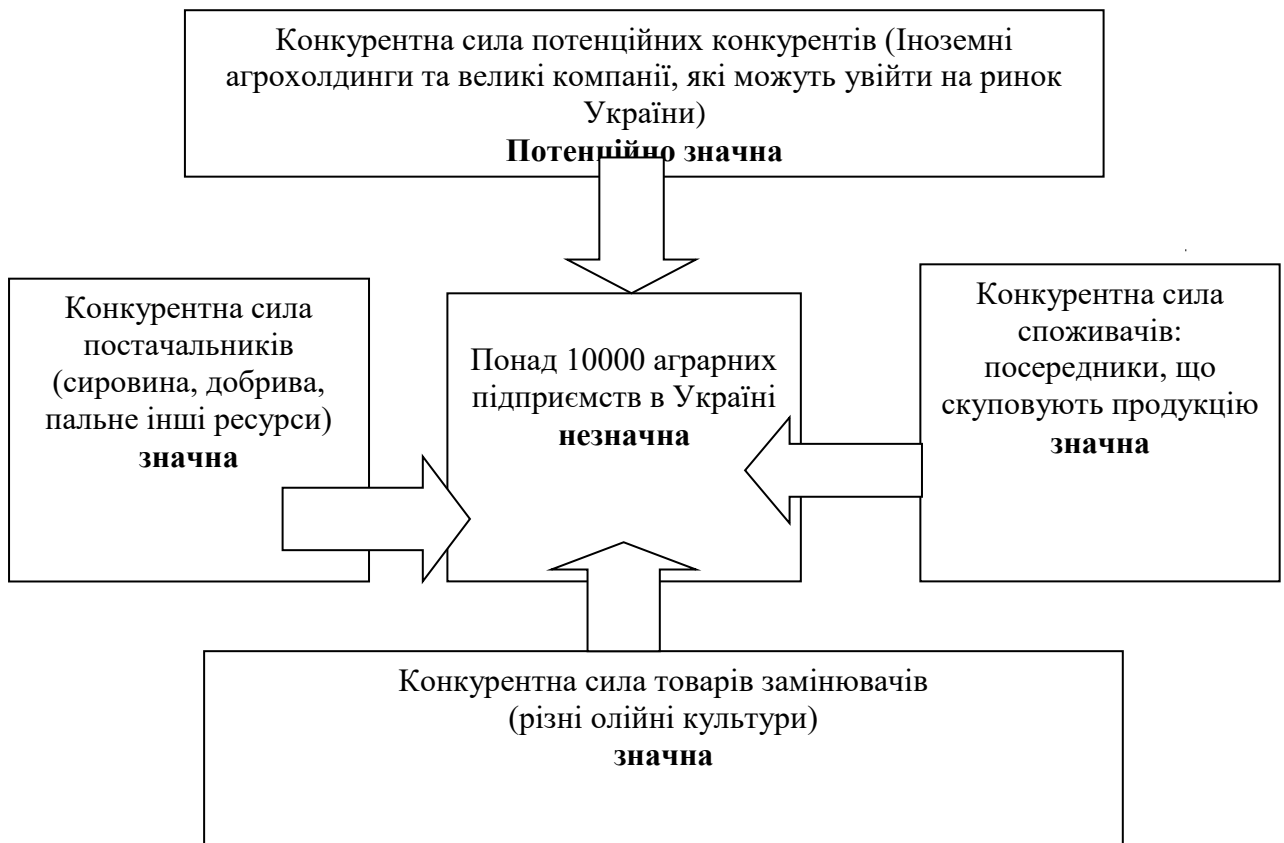 Конкурентна сила потенційних конкурентів (Іноземні
агрохолдинги та великі компанії, які можуть увійти на ринок
України)
Потенційно значна
Конкурентна сила
постачальників
(сировина, добрива,
пальне інші ресурси)
значна
Понад 10000 аграрних
підприємств в Україні
незначна
Конкурентна сила
споживачів:
посередники, що
скуповують продукцію
значна
Конкурентна сила товарів замінювачів
(різні олійні культури)
значна